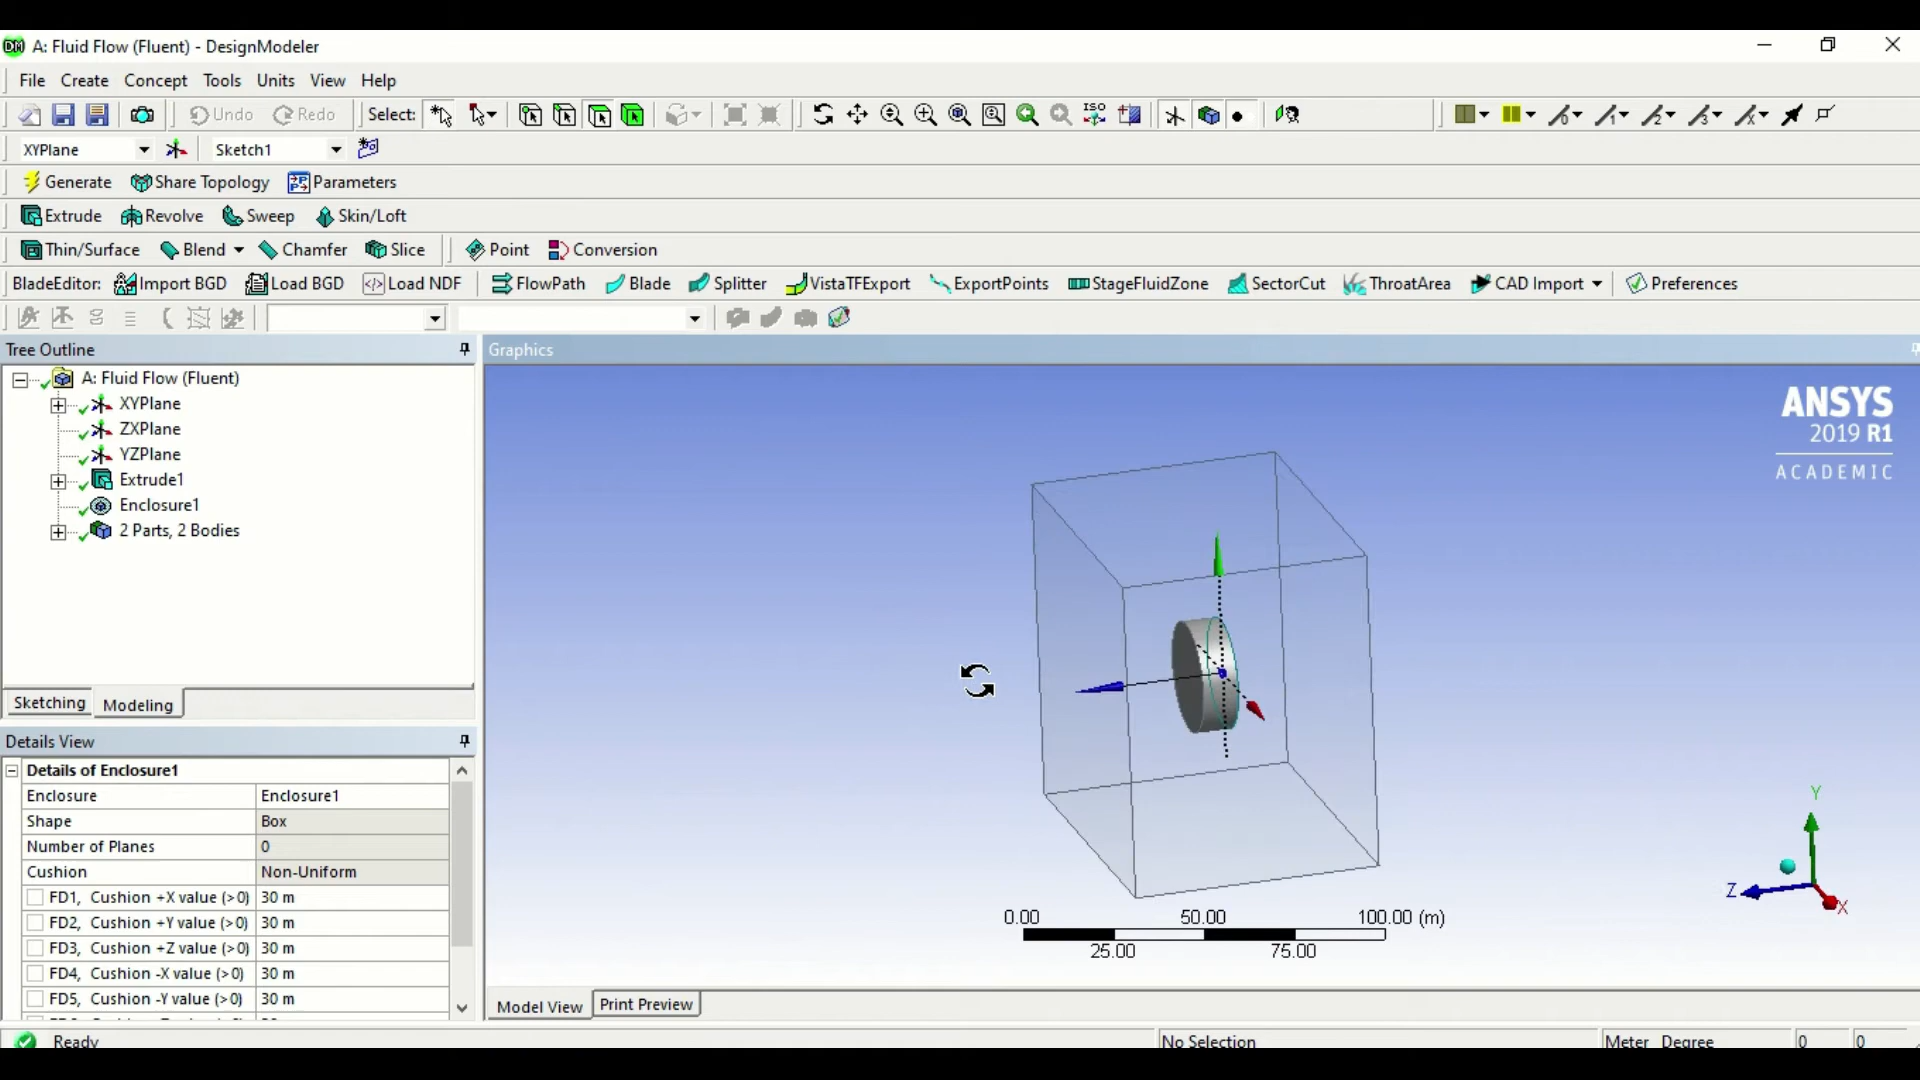 A: Fluid Flow (Fluent) - DesignModeler
File Create Concept Tools Units View Help
Undo Redo Select: ISO
XYPlane Sketch1
Generate Share Topology Parameters
Extrude Revolve Sweep Skin/Loft
Thin/Surface Blend Chamfer Slice Point Conversion
BladeEditor: Import BGD Load BGD Load NDF FlowPath Blade Splitter VistaTFExport ExportPoints StageFluidZone SectorCut ThroatArea CAD Import Preferences
Tree Outline
A: Fluid Flow (Fluent)
XYPlane
ZXPlane
YZPlane
Extrude1
Enclosure1
2 Parts, 2 Bodies
Sketching Modeling
Details View
Details of Enclosure1
Enclosure Enclosure1
Shape Box
Number of Planes 0
Cushion Non-Uniform
FD1, Cushion +X value (>0) 30 m
FD2, Cushion +Y value (>0) 30 m
FD3, Cushion +Z value (>0) 30 m
FD4, Cushion -X value (>0) 30 m
FD5, Cushion -Y value (>0) 30 m
Graphics
ANSYS
2019 R1
ACADEMIC
Y
Z
X
0.00 50.00 100.00 (m)
25.00 75.00
Model View Print Preview
Ready No Selection Meter Degree 0 0